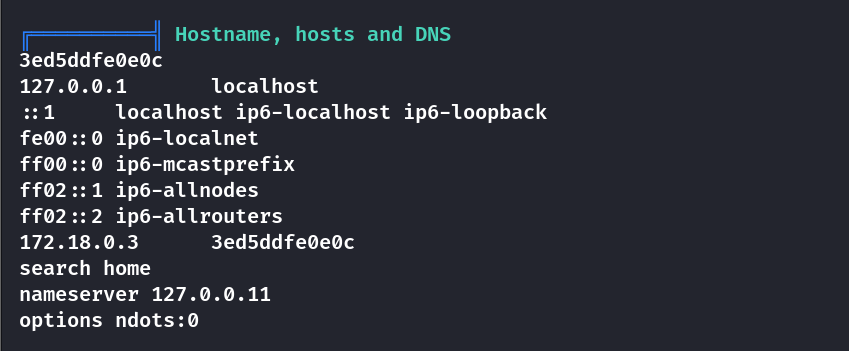 Hostname, hosts and DNS
3ed5ddfe0e0c
127.0.0.1       localhost
::1     localhost ip6-localhost ip6-loopback
fe00::0 ip6-localnet
ff00::0 ip6-mcastprefix
ff02::1 ip6-allnodes
ff02::2 ip6-allrouters
172.18.0.3      3ed5ddfe0e0c
search home
nameserver 127.0.0.11
options ndots:0